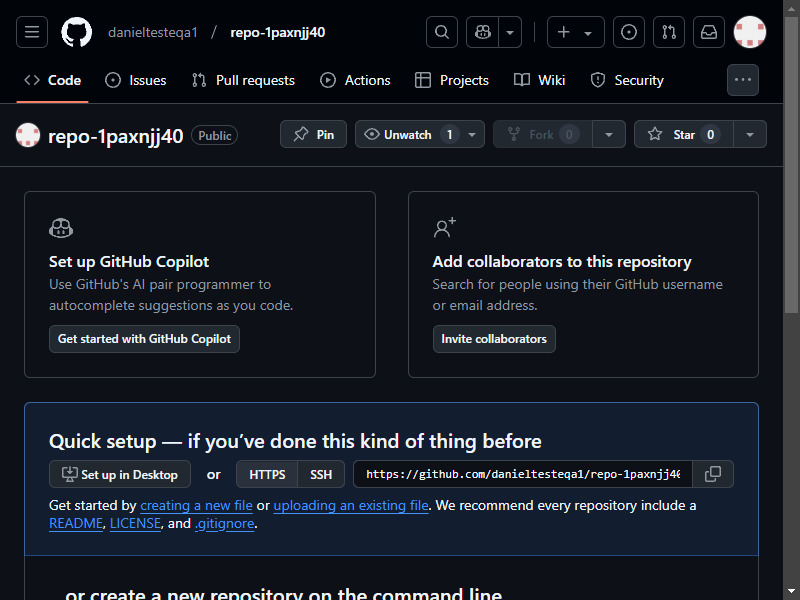 danieltesteqa1 / repo-1paxnjj40
Code Issues Pull requests Actions Projects Wiki Security
repo-1paxnjj40 Public Pin Unwatch 1 Fork 0 Star 0
Set up GitHub Copilot
Use GitHub's AI pair programmer to
autocomplete suggestions as you code.
Get started with GitHub Copilot
Add collaborators to this repository
Search for people using their GitHub username
or email address.
Invite collaborators
Quick setup — if you’ve done this kind of thing before
Set up in Desktop or HTTPS SSH https://github.com/danieltesteqa1/repo-1paxnjj40
Get started by creating a new file or uploading an existing file. We recommend every repository include a
README, LICENSE, and .gitignore.
…or create a new repository on the command line